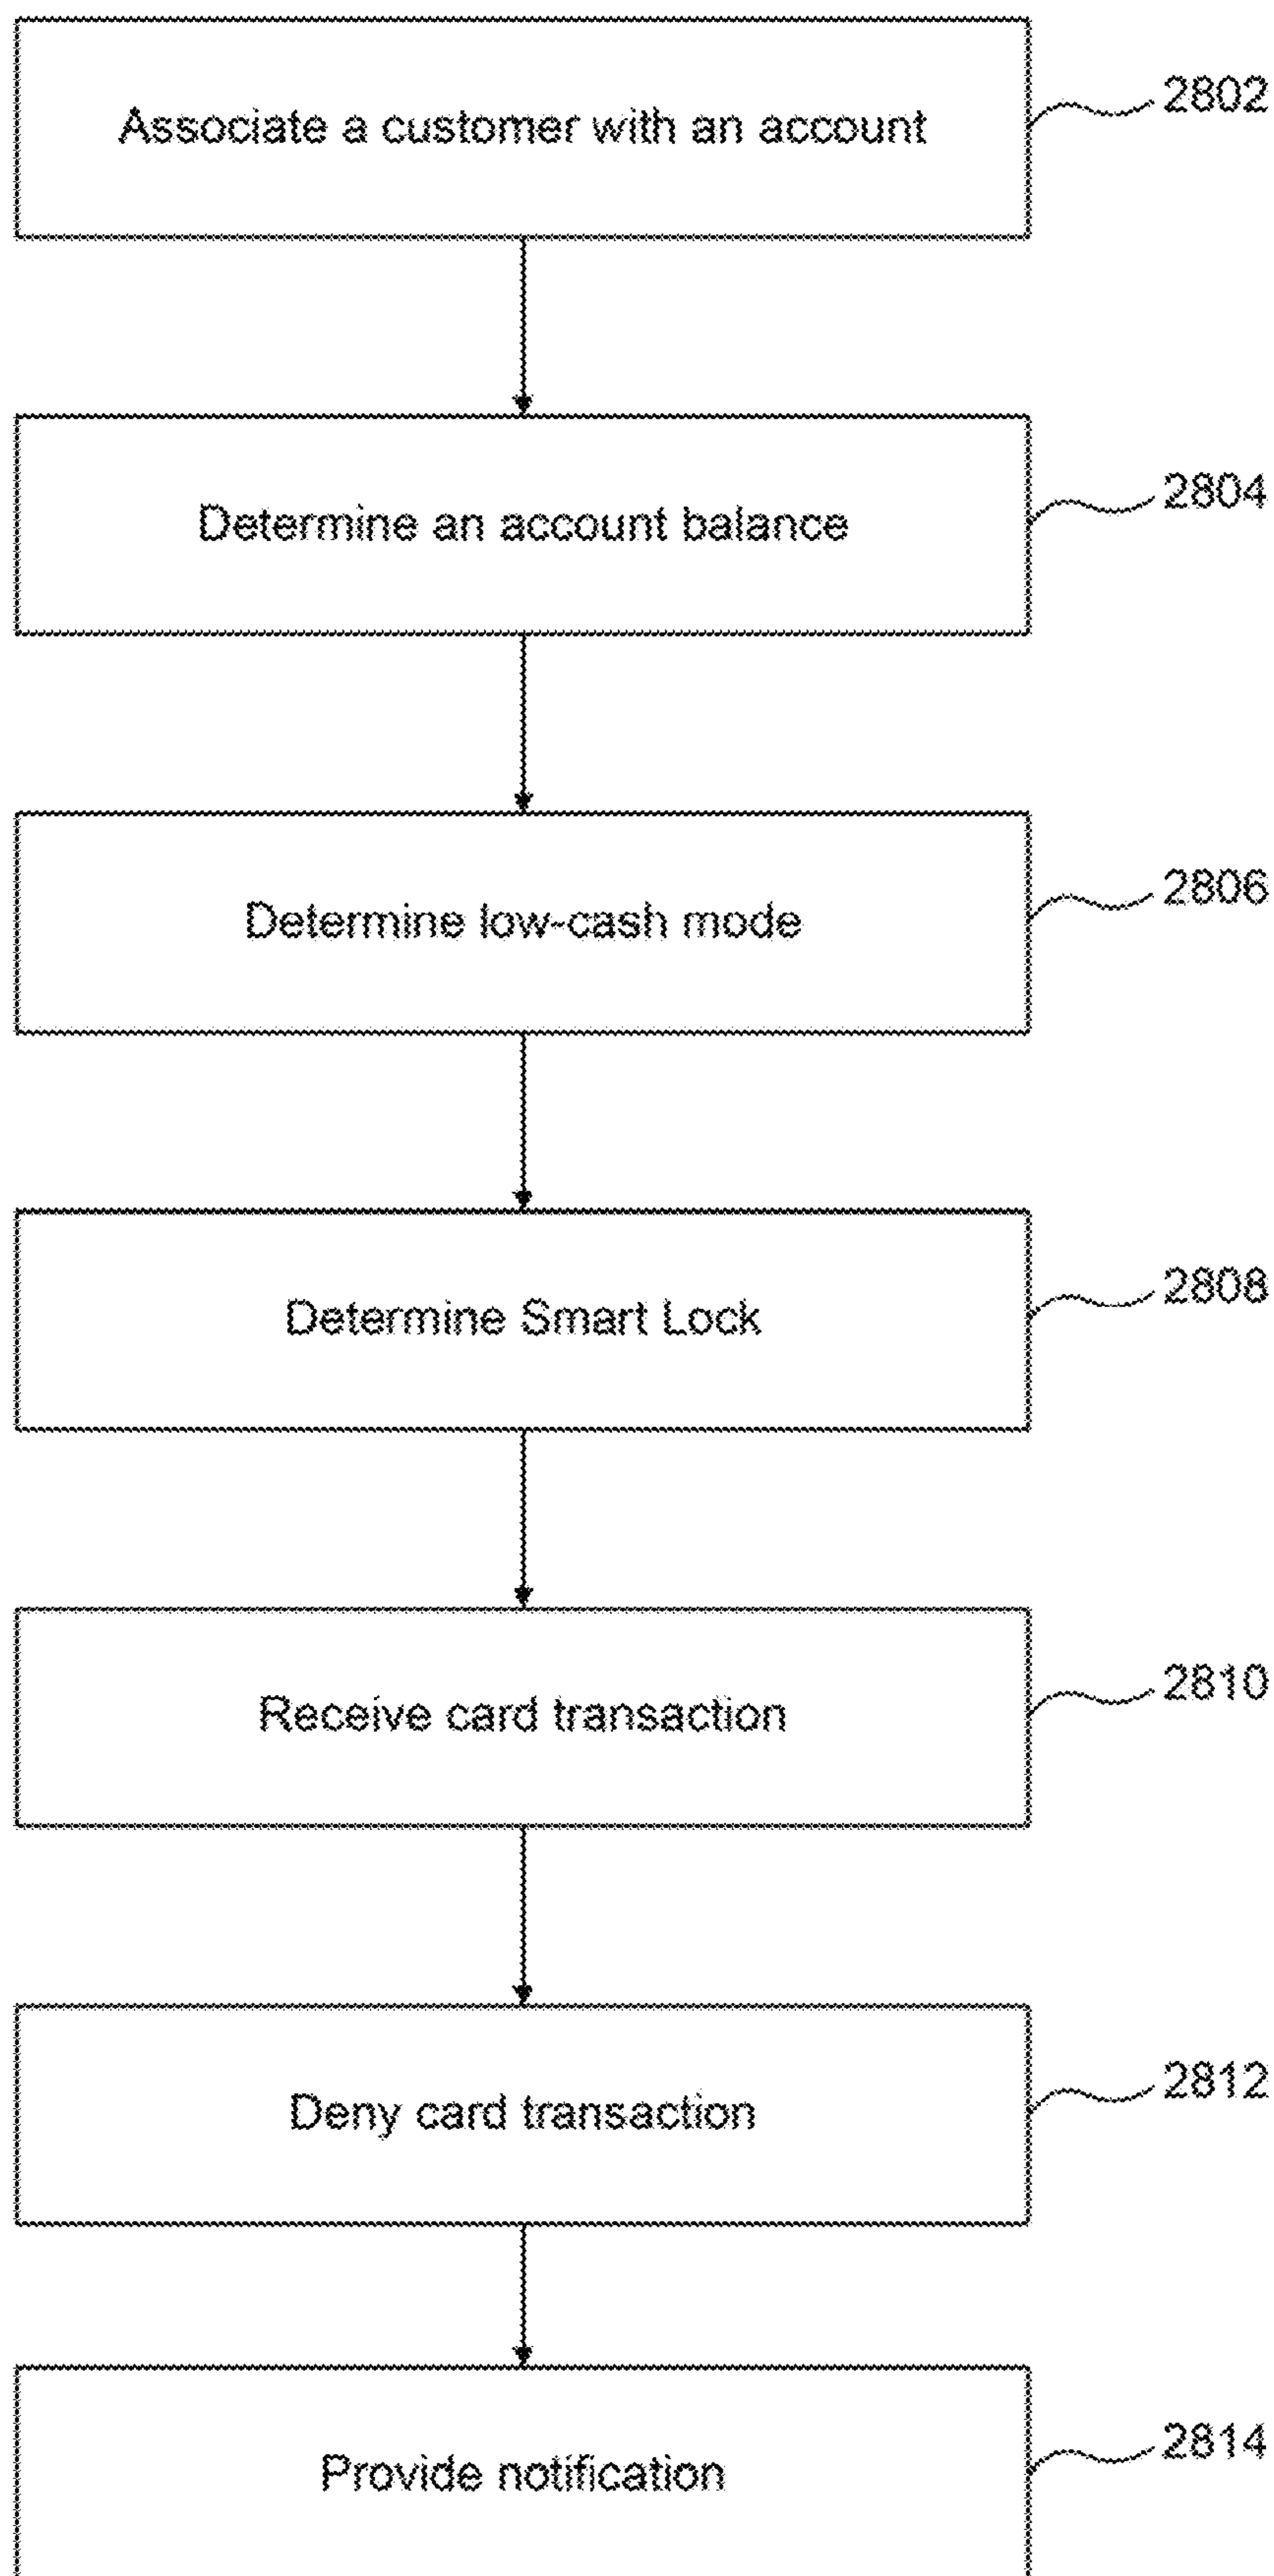 Associate a customer with an account
2802
Determine an account balance
2804
Determine low-cash mode
2806
Determine Smart Lock
2808
Receive card transaction
2810
Deny card transaction
2812
Provide notification
2814